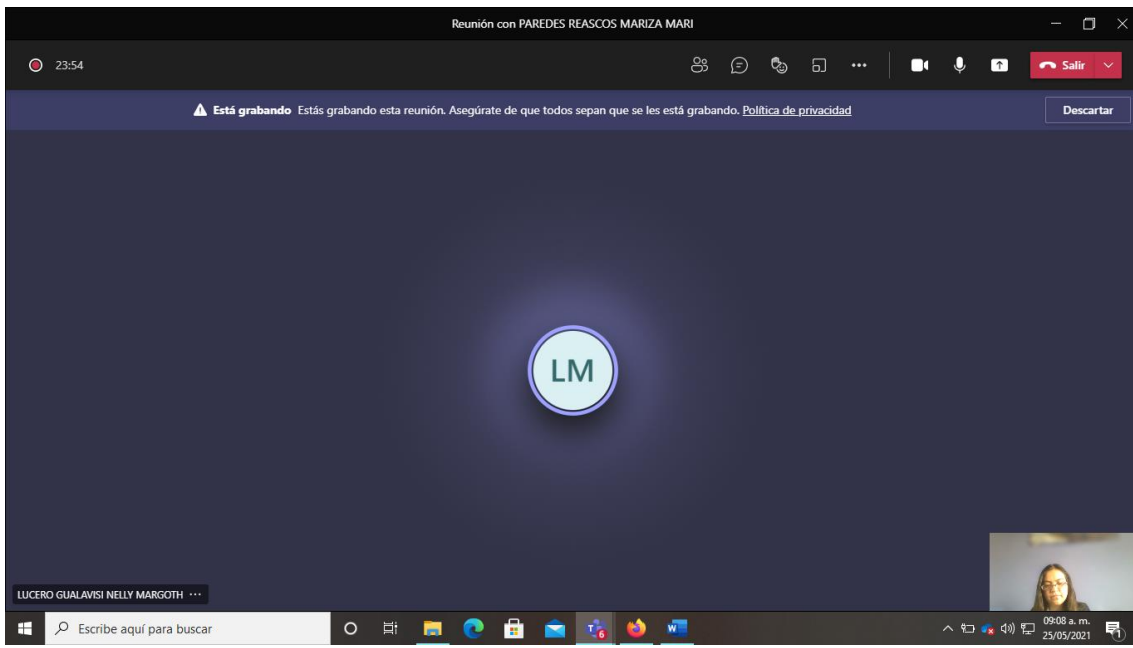 Reunión con PAREDES REASCOS MARIZA MARI
23:54
Salir
Está grabando Estás grabando esta reunión. Asegúrate de que todos sepan que se les está grabando. Política de privacidad
Descartar
LM
LUCERO GUALAVISI NELLY MARGOTH ...
Escribe aquí para buscar
6
09:08 a. m.
25/05/2021
1